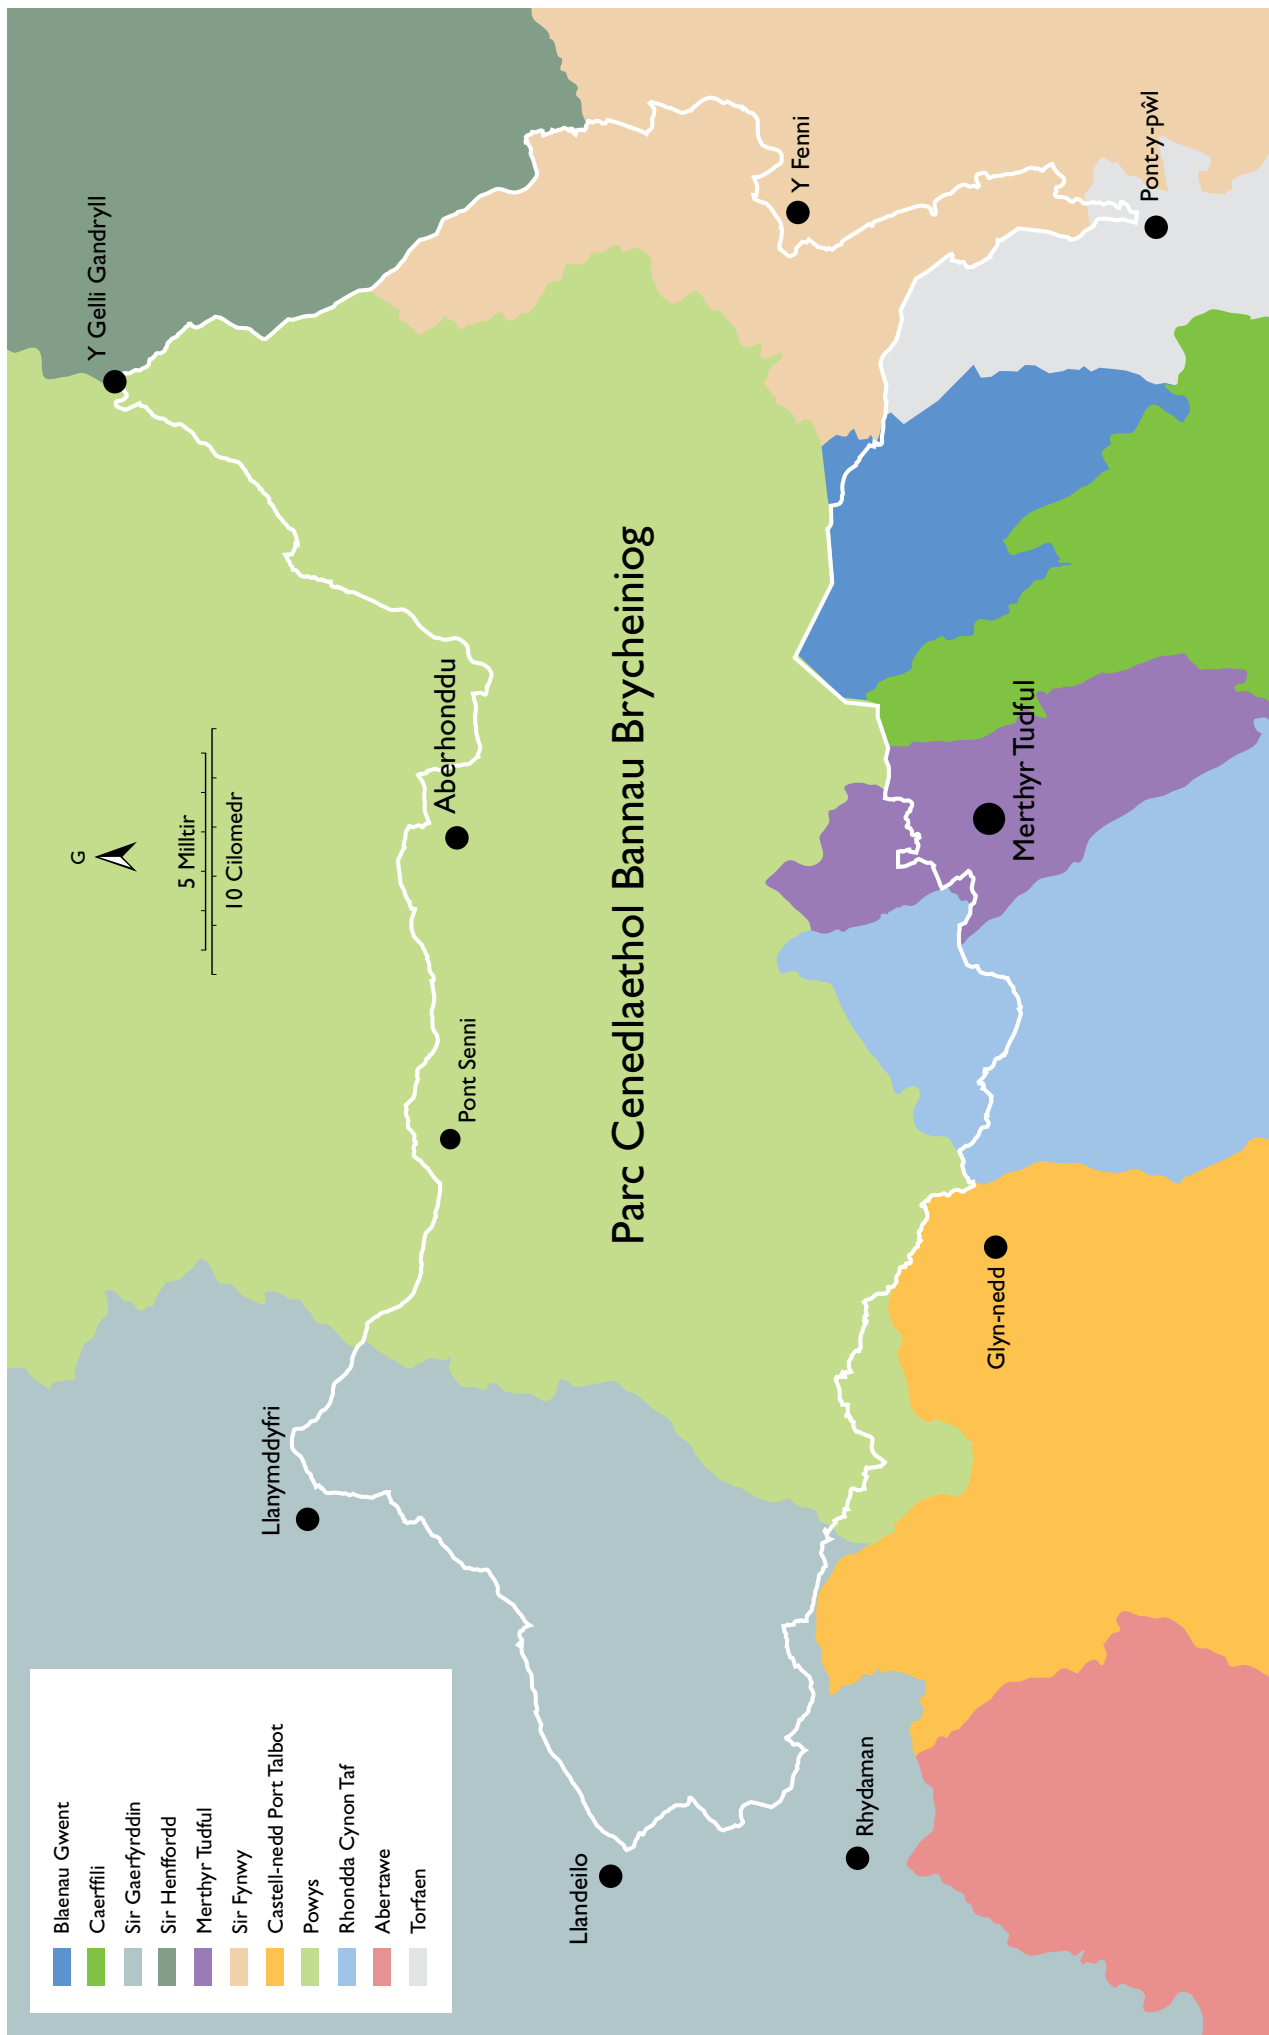 Blaenau Gwent
Caerffili
Sir Gaerfyrddin
Sir Henffordd
Merthyr Tudful
Sir Fynwy
Castell-nedd Port Talbot
Powys
Rhondda Cynon Taf
Abertawe
Torfaen
G
5 Milltir
10 Cilomedr
Y Gelli Gandryll
Llanymddyfri
Aberhonddu
Pont Senni
Llandeilo
Parc Cenedlaethol Bannau Brycheiniog
Y Fenni
Rhydaman
Glyn-nedd
Merthyr Tudful
Pont-y-pŵl